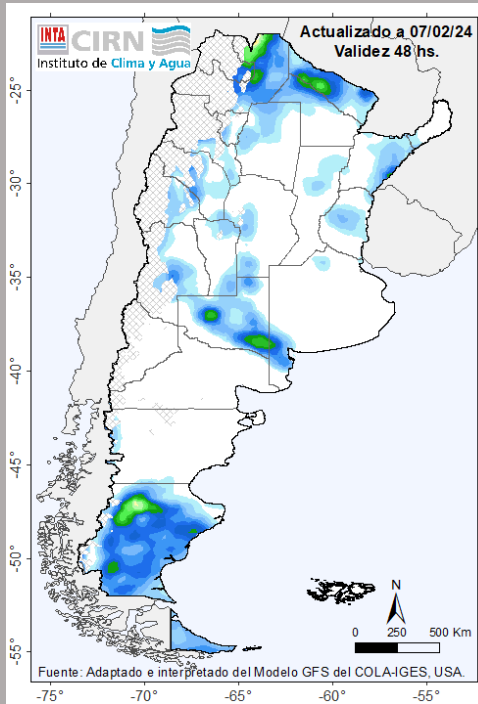 INTA CIRN
Instituto de Clima y Agua
Actualizado a 07/02/24
Validez 48 hs.
-25°
-30°
-35°
-40°
-45°
-50°
-55°
N
0 250 500 Km
Fuente: Adaptado e interpretado del Modelo GFS del COLA-IGES, USA.
-75° -70° -65° -60° -55°